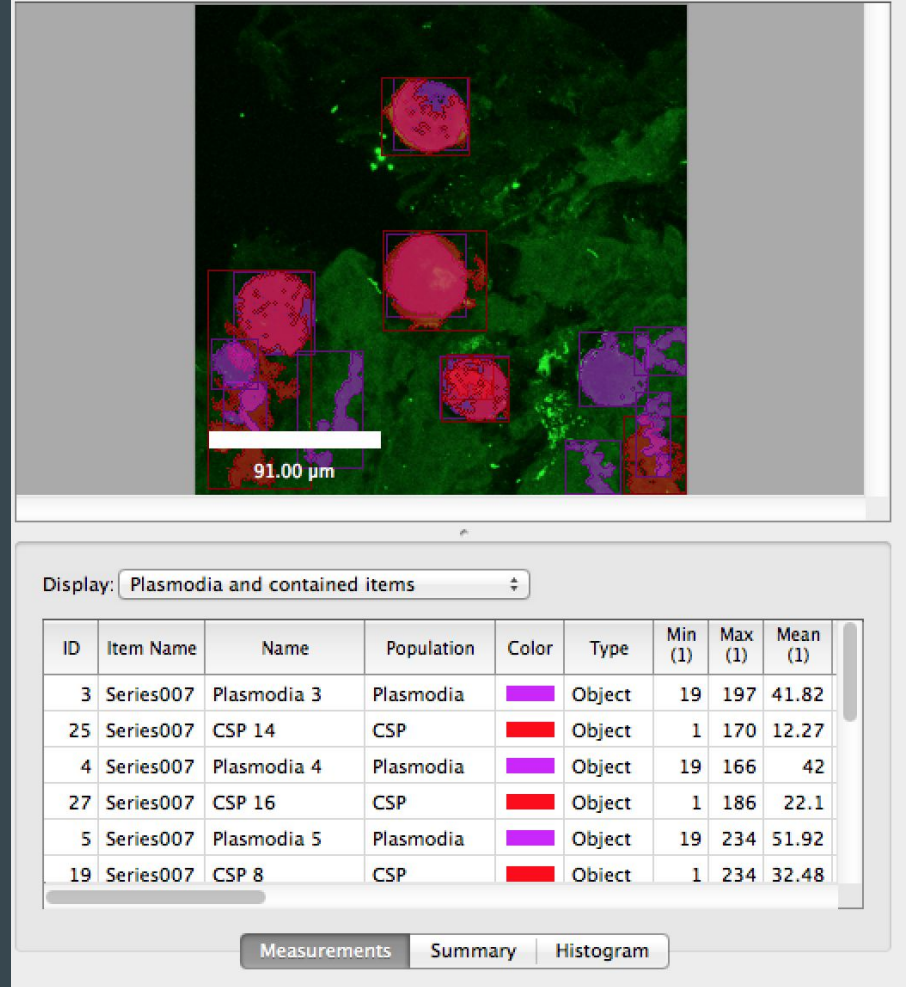 91.00 µm
Display: Plasmodia and contained items
ID Item Name Name Population Color Type Min (1) Max (1) Mean (1)
3 Series007 Plasmodia 3 Plasmodia Object 19 197 41.82
25 Series007 CSP 14 CSP Object 1 170 12.27
4 Series007 Plasmodia 4 Plasmodia Object 19 166 42
27 Series007 CSP 16 CSP Object 1 186 22.1
5 Series007 Plasmodia 5 Plasmodia Object 19 234 51.92
19 Series007 CSP 8 CSP Object 1 234 32.48
Measurements Summary Histogram